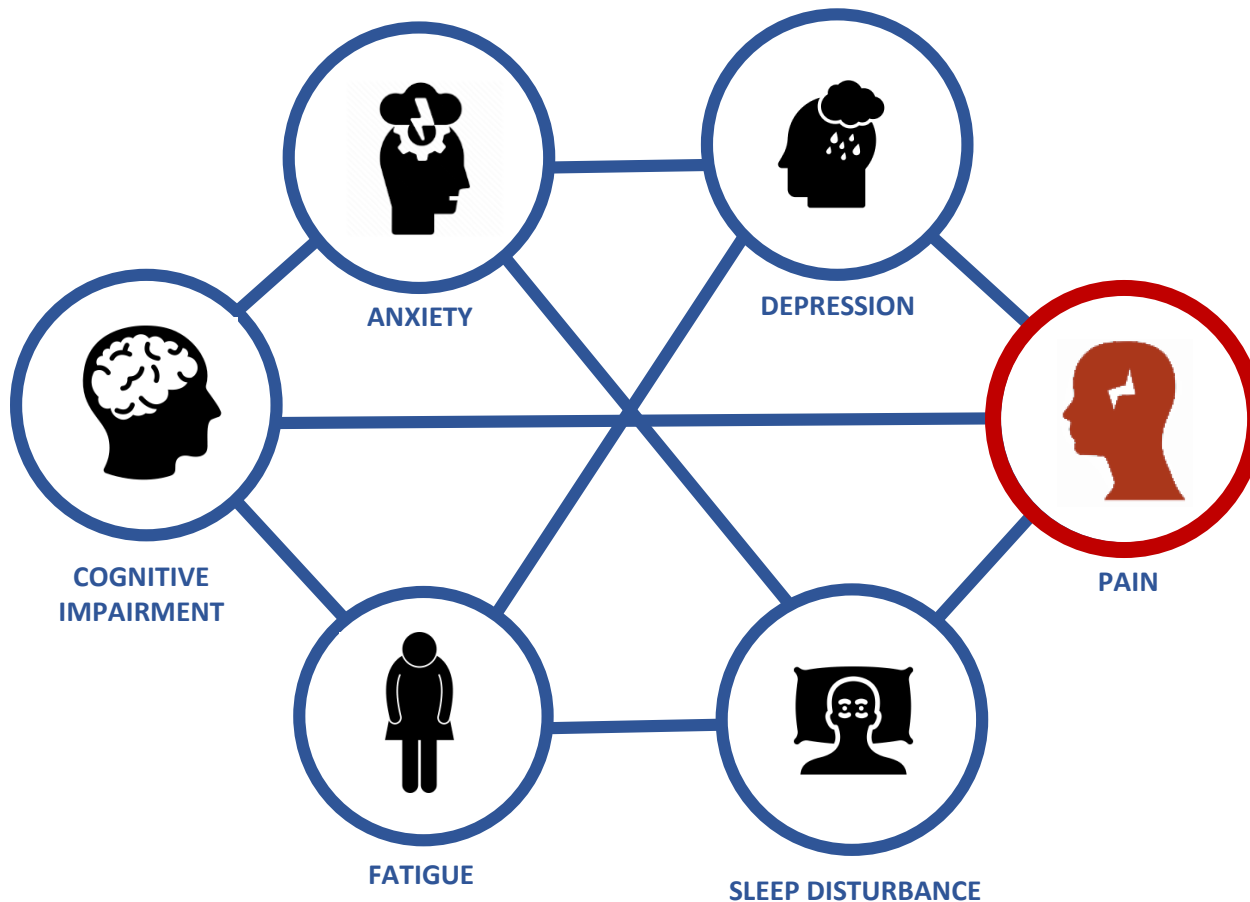 ANXIETY
DEPRESSION
COGNITIVE
IMPAIRMENT
PAIN
FATIGUE
SLEEP DISTURBANCE